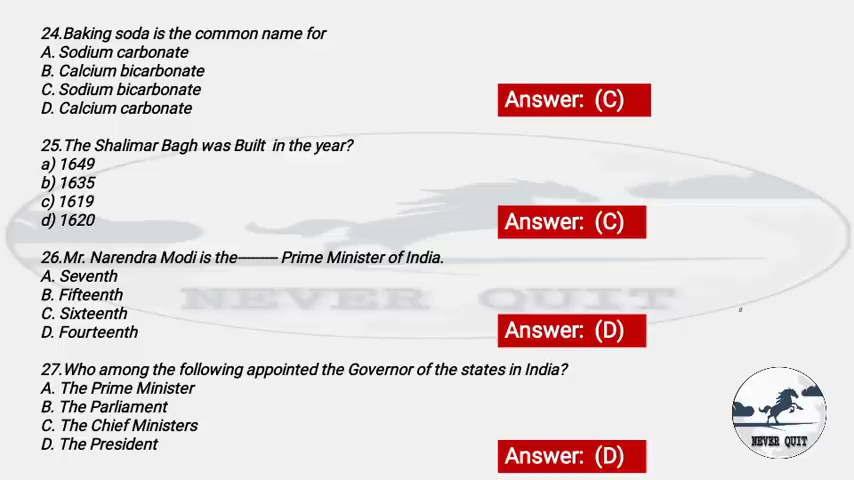 24.Baking soda is the common name for
A. Sodium carbonate
B. Calcium bicarbonate
C. Sodium bicarbonate
D. Calcium carbonate
Answer: (C)
25.The Shalimar Bagh was Built in the year?
a) 1649
b) 1635
c) 1619
d) 1620
Answer: (C)
26.Mr. Narendra Modi is the--------- Prime Minister of India.
A. Seventh
B. Fifteenth
C. Sixteenth
D. Fourteenth
Answer: (D)
NEVER QUIT
8
27.Who among the following appointed the Governor of the states in India?
A. The Prime Minister
B. The Parliament
C. The Chief Ministers
D. The President
Answer: (D)
NEVER QUIT